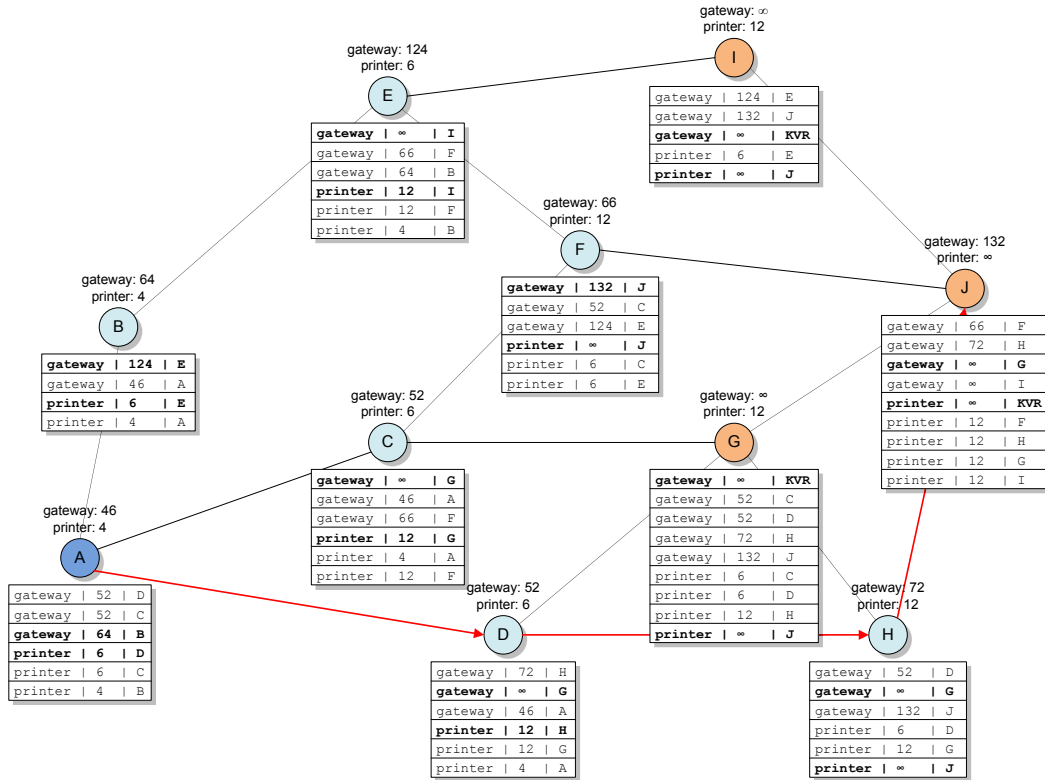 gateway: ∞
printer: 12
I
gateway | 124 | E
gateway | 132 | J
gateway | ∞ | KVR
printer | 6 | E
printer | ∞ | J
gateway: 124
printer: 6
E
gateway | ∞ | I
gateway | 66 | F
gateway | 64 | B
printer | 12 | I
printer | 12 | F
printer | 4 | B
gateway: 66
printer: 12
F
gateway | 132 | J
gateway | 52 | C
gateway | 124 | E
printer | ∞ | J
printer | 6 | C
printer | 6 | E
gateway: 132
printer: ∞
J
gateway | 66 | F
gateway | 72 | H
gateway | ∞ | G
gateway | ∞ | I
printer | ∞ | KVR
printer | 12 | F
printer | 12 | H
printer | 12 | G
printer | 12 | I
gateway: 64
printer: 4
B
gateway | 124 | E
gateway | 46 | A
printer | 6 | E
printer | 4 | A
gateway: 52
printer: 6
C
gateway | ∞ | G
gateway | 46 | A
gateway | 66 | F
printer | 12 | G
printer | 4 | A
printer | 12 | F
gateway: ∞
printer: 12
G
gateway | ∞ | KVR
gateway | 52 | C
gateway | 52 | D
gateway | 72 | H
gateway | 132 | J
printer | 6 | C
printer | 6 | D
printer | 12 | H
printer | ∞ | J
gateway: 46
printer: 4
A
gateway | 52 | D
gateway | 52 | C
gateway | 64 | B
printer | 6 | D
printer | 6 | C
printer | 4 | B
gateway: 52
printer: 6
D
gateway | 72 | H
gateway | ∞ | G
gateway | 46 | A
printer | 12 | H
printer | 12 | G
printer | 4 | A
gateway: 72
printer: 12
H
gateway | 52 | D
gateway | ∞ | G
gateway | 132 | J
printer | 6 | D
printer | 12 | G
printer | ∞ | J